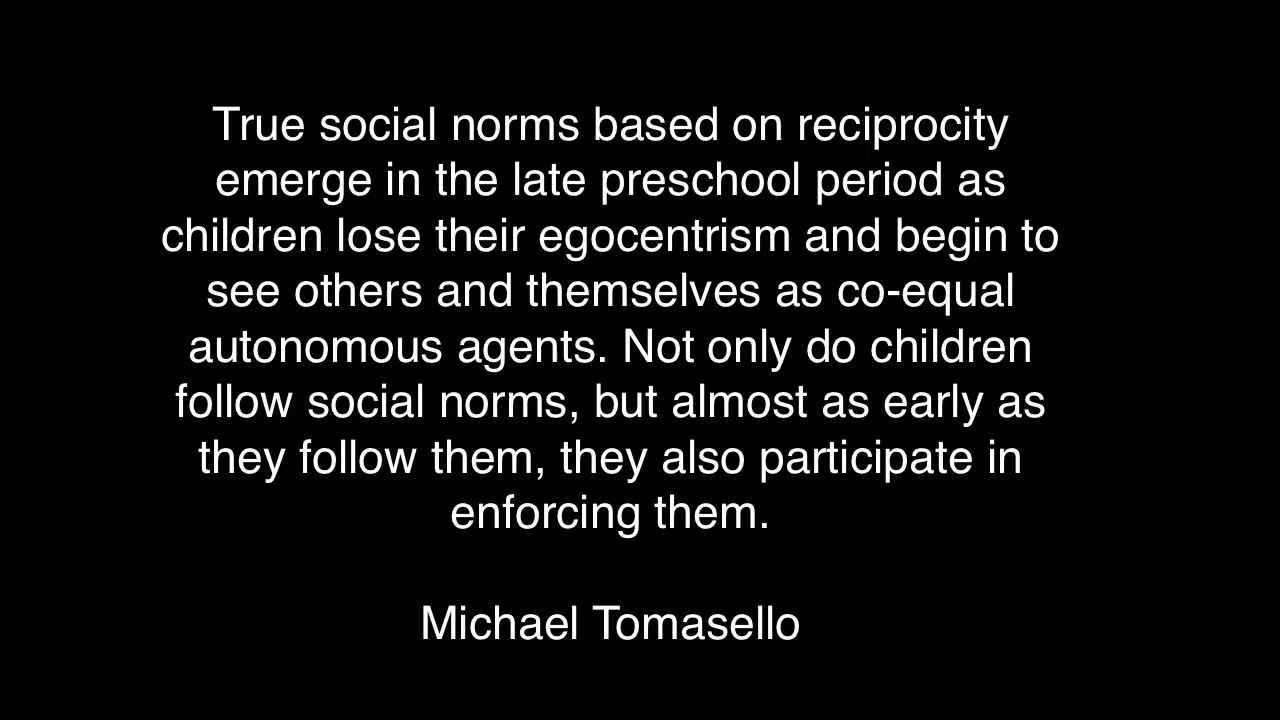 True social norms based on reciprocity
emerge in the late preschool period as
children lose their egocentrism and begin to
see others and themselves as co-equal
autonomous agents. Not only do children
follow social norms, but almost as early as
they follow them, they also participate in
enforcing them.
Michael Tomasello